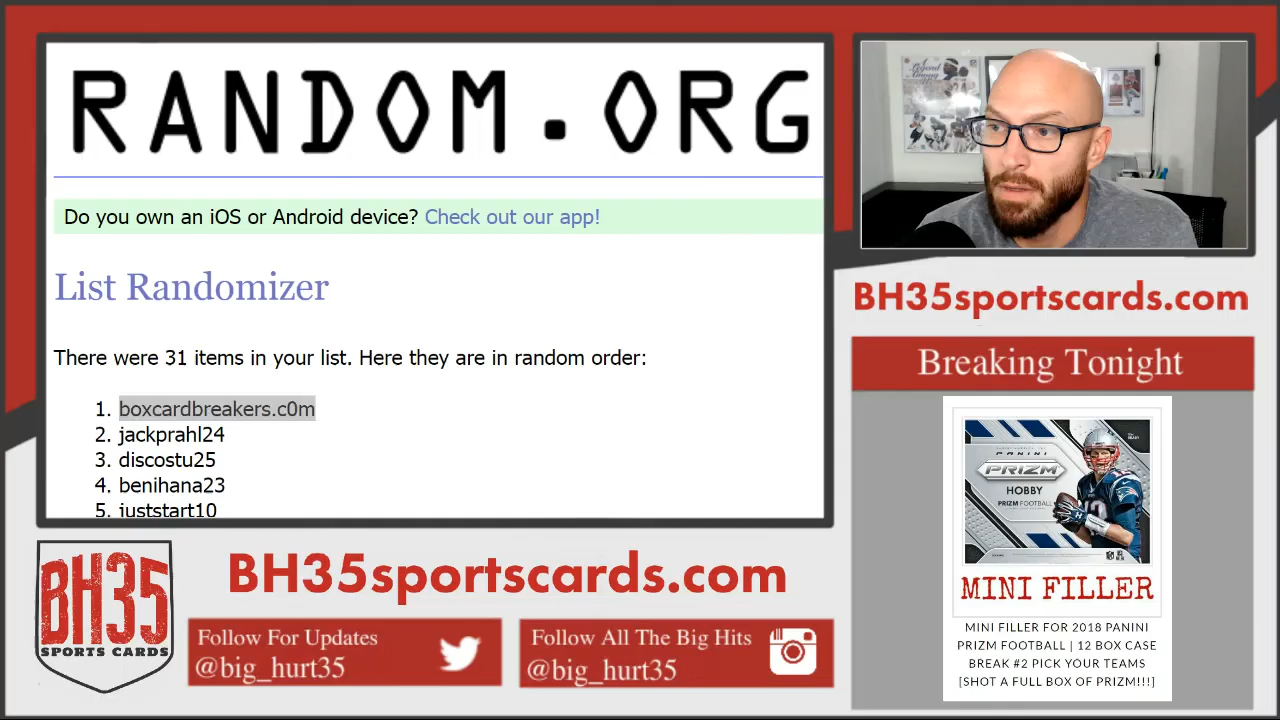 RANDOM.ORG
Do you own an iOS or Android device? Check out our app!
List Randomizer
There were 31 items in your list. Here they are in random order:
1. boxcardbreakers.c0m
2. jackprahl24
3. discostu25
4. benihana23
5. juststart10
BH35sportscards.com
Breaking Tonight
PANINI
PRIZM
HOBBY
PRIZM FOOTBALL
MINI FILLER
MINI FILLER FOR 2018 PANINI
PRIZM FOOTBALL | 12 BOX CASE
BREAK #2 PICK YOUR TEAMS
[SHOT A FULL BOX OF PRIZM!!!]
BH35
SPORTS CARDS
BH35sportscards.com
Follow For Updates
@big_hurt35
Follow All The Big Hits
@big_hurt35